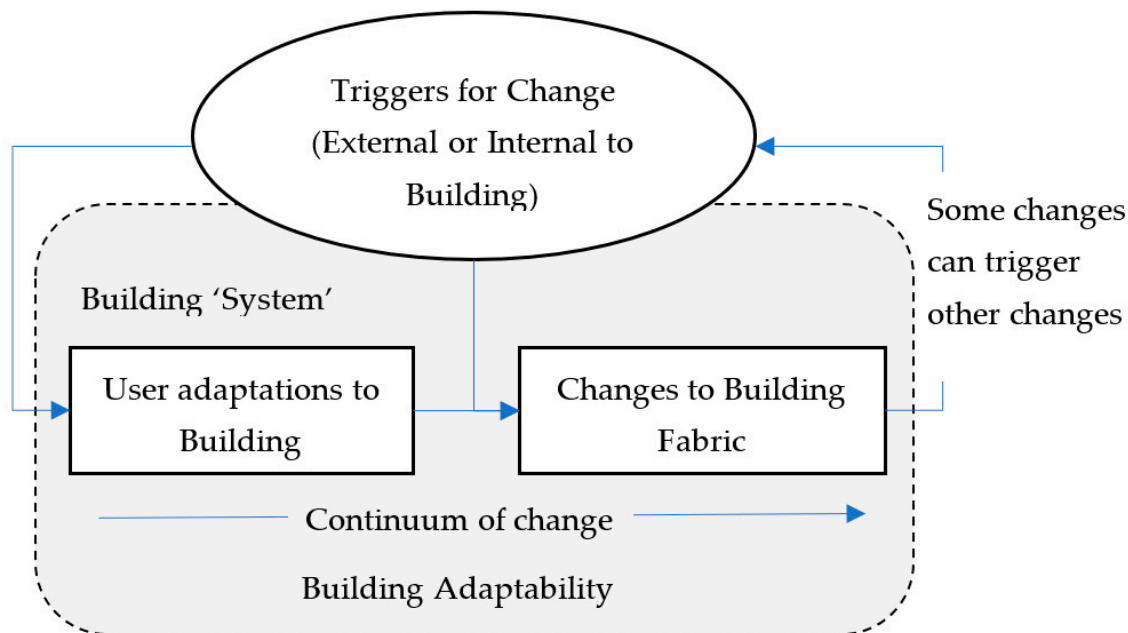 Triggers for Change
(External or Internal to
Building)
Some changes
can trigger
other changes
Building ‘System’
User adaptations to
Building
Changes to Building
Fabric
Continuum of change
Building Adaptability